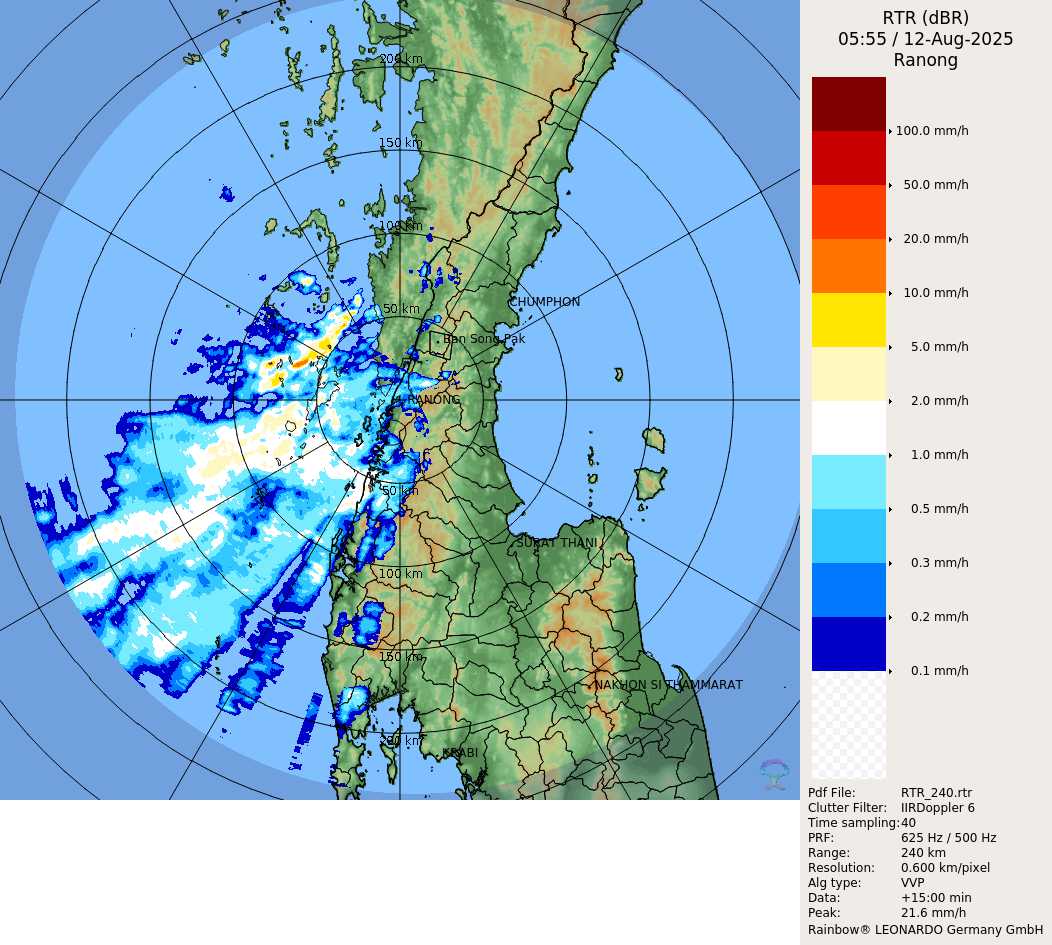 RTR (dBR)
05:55 / 12-Aug-2025
Ranong
100.0 mm/h
50.0 mm/h
20.0 mm/h
10.0 mm/h
5.0 mm/h
2.0 mm/h
1.0 mm/h
0.5 mm/h
0.3 mm/h
0.2 mm/h
0.1 mm/h
200 km
150 km
100 km
CHUMPHON
50 km
Ban Song Pak
RANONG
50 km
SURAT THANI
100 km
150 km
NAKHON SI THAMMARAT
200 km
KRABI
Pdf File: RTR_240.rtr
Clutter Filter: IIRDoppler 6
Time sampling: 40
PRF: 625 Hz / 500 Hz
Range: 240 km
Resolution: 0.600 km/pixel
Alg type: VVP
Data: +15:00 min
Peak: 21.6 mm/h
Rainbow® LEONARDO Germany GmbH